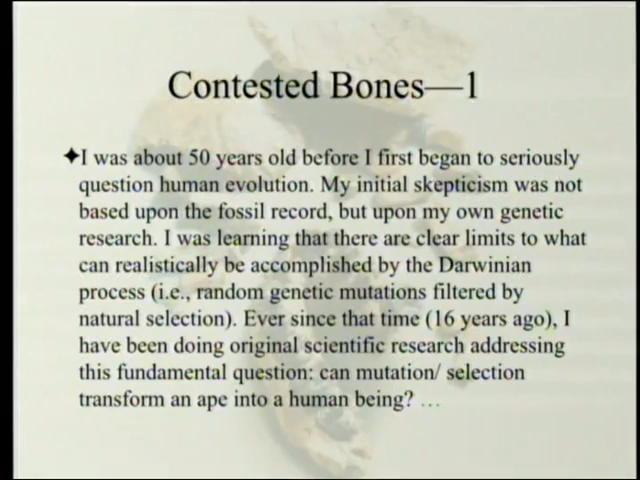 Contested Bones—1
✦I was about 50 years old before I first began to seriously
question human evolution. My initial skepticism was not
based upon the fossil record, but upon my own genetic
research. I was learning that there are clear limits to what
can realistically be accomplished by the Darwinian
process (i.e., random genetic mutations filtered by
natural selection). Ever since that time (16 years ago), I
have been doing original scientific research addressing
this fundamental question: can mutation/ selection
transform an ape into a human being? …